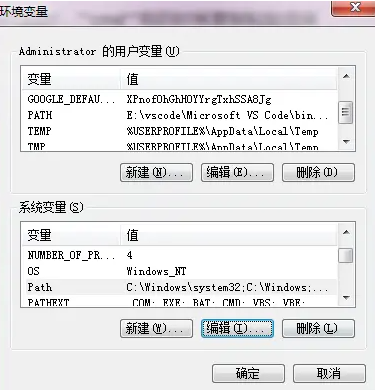 环境变量
Administrator 的用户变量(U)
变量 值
GOOGLE_DEFAU... XPnofOhGhHOYYrgTxhSSA8Jg
PATH E:\vscode\Microsoft VS Code\bin...
TEMP %USERPROFILE%\AppData\Local\Temp
TMP %USERPROFILE%\AppData\Local\Temp
新建(N)... 编辑(E)... 删除(D)
系统变量(S)
变量 值
NUMBER_OF_PR... 4
OS Windows_NT
Path C:\Windows\system32;C:\Windows;...
PATHEXT .COM;.EXE;.BAT;.CMD;.VBS;.VBE;
新建(W)... 编辑(I)... 删除(L)
确定 取消